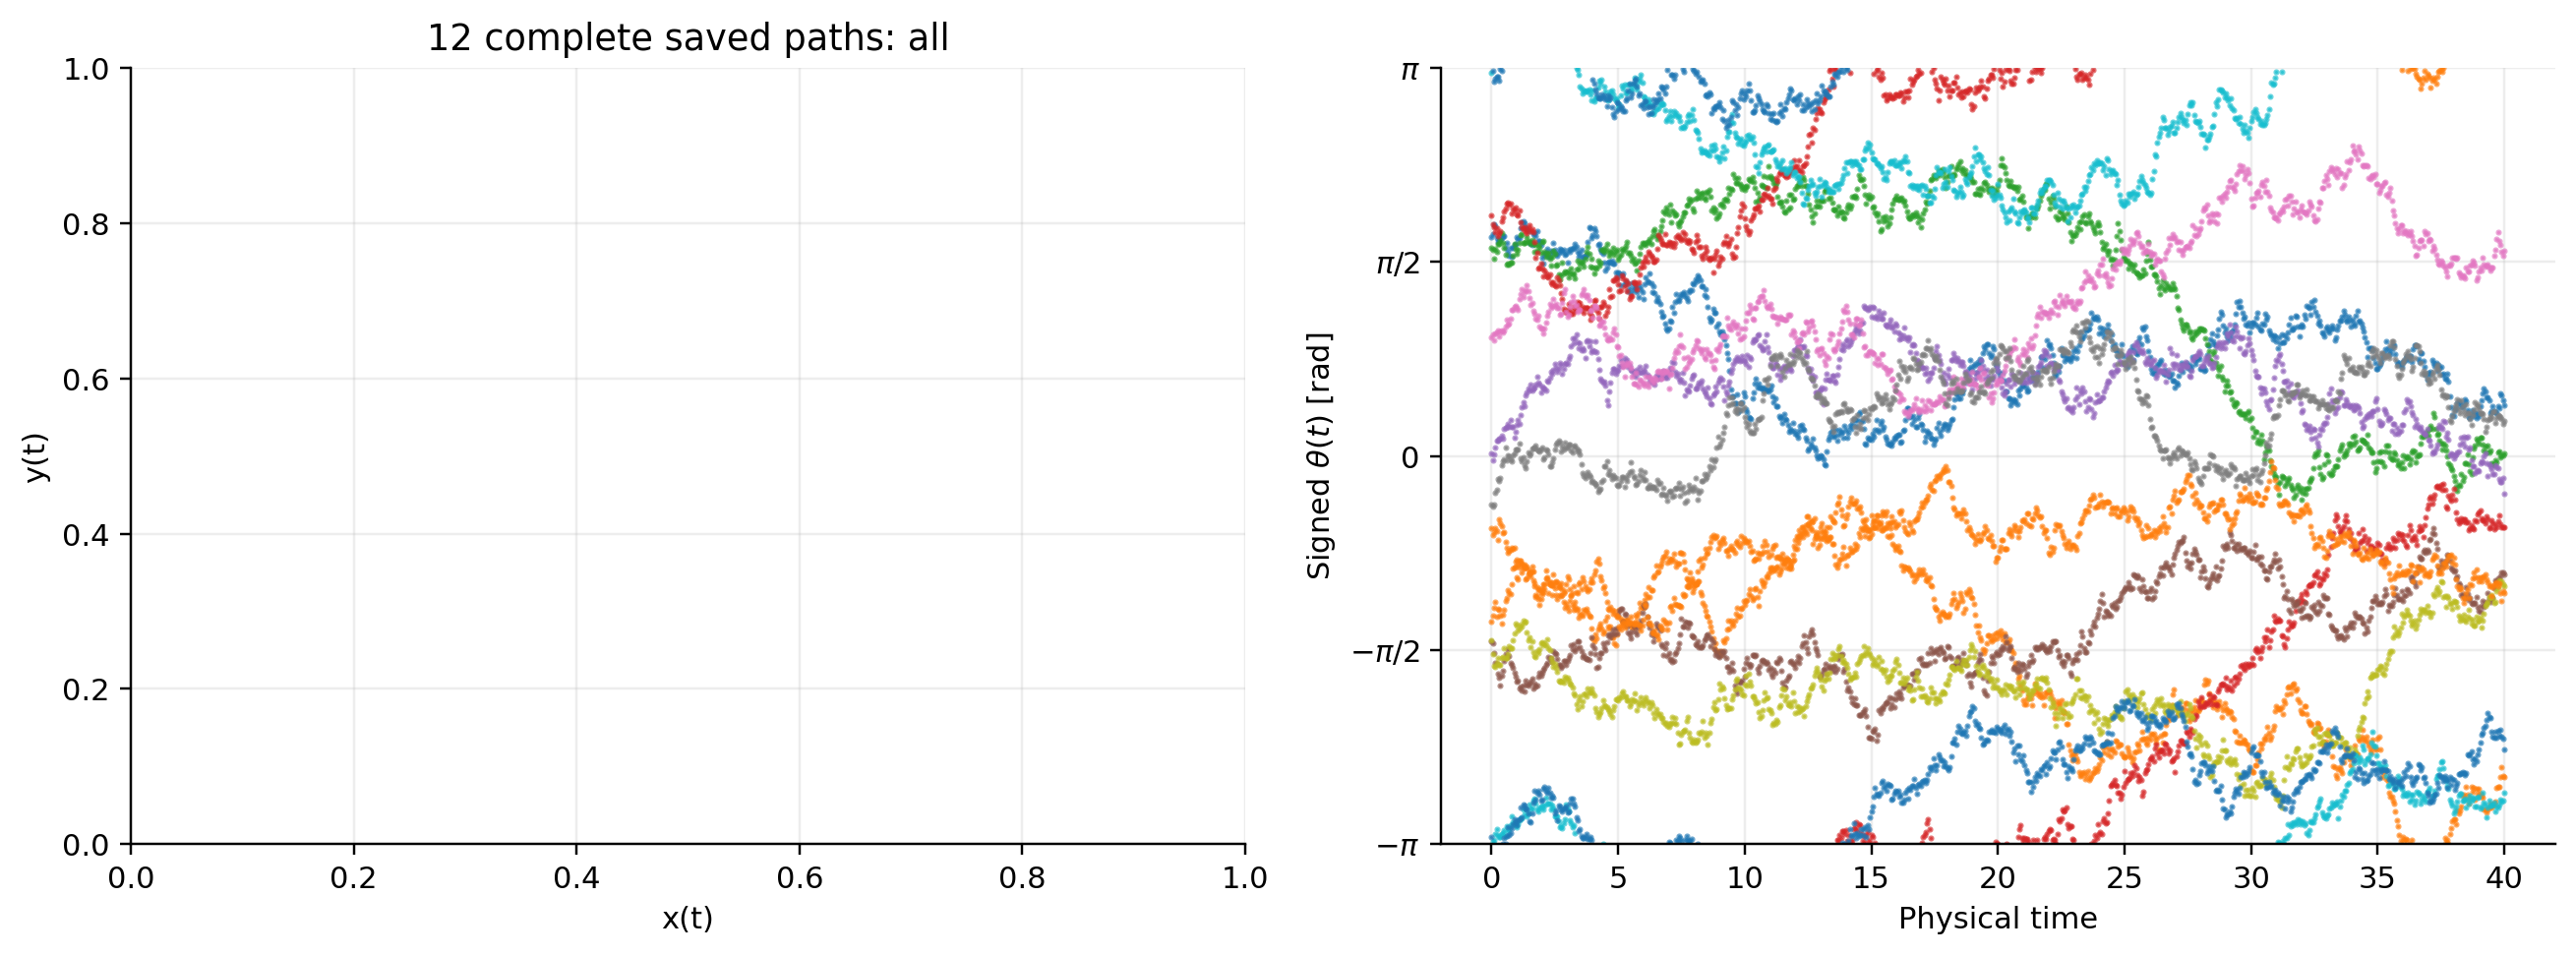 12 complete saved paths: all
1.0
0.8
0.6
0.4
0.2
0.0
y(t)
0.0 0.2 0.4 0.6 0.8 1.0
x(t)
π
π/2
0
−π/2
−π
Signed θ(t) [rad]
0 5 10 15 20 25 30 35 40
Physical time